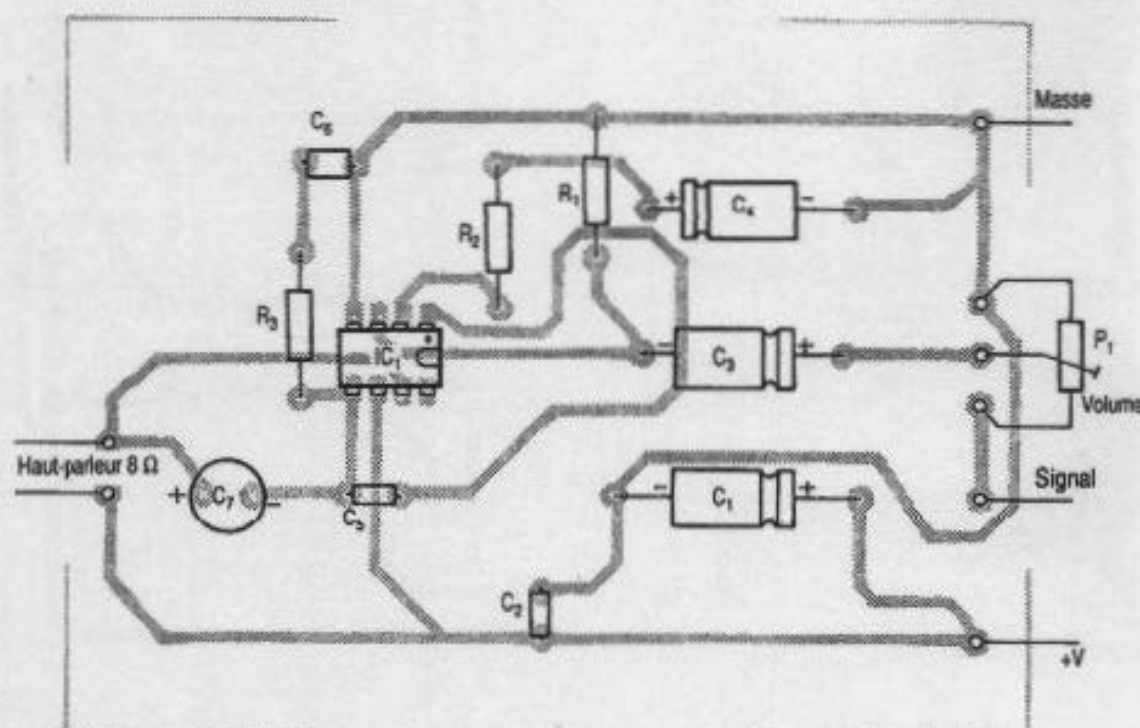 Masse
C₆
R₁
+ C₄ -
R₂
R₃
IC₁
- C₃ +
P₁
Volume
Haut-parleur 8 Ω
+ C₇ -
C₅
- C₁ +
Signal
C₂
+V